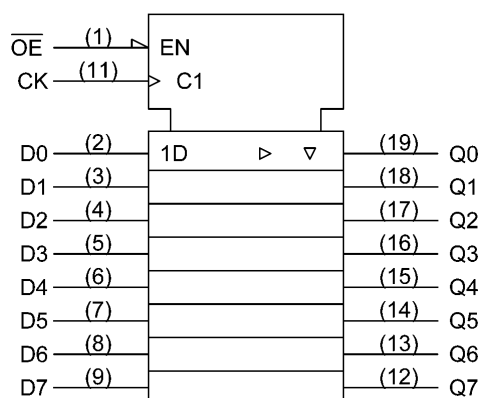 OE (1) EN
CK (11) C1
D0 (2) 1D (19) Q0
D1 (3) (18) Q1
D2 (4) (17) Q2
D3 (5) (16) Q3
D4 (6) (15) Q4
D5 (7) (14) Q5
D6 (8) (13) Q6
D7 (9) (12) Q7